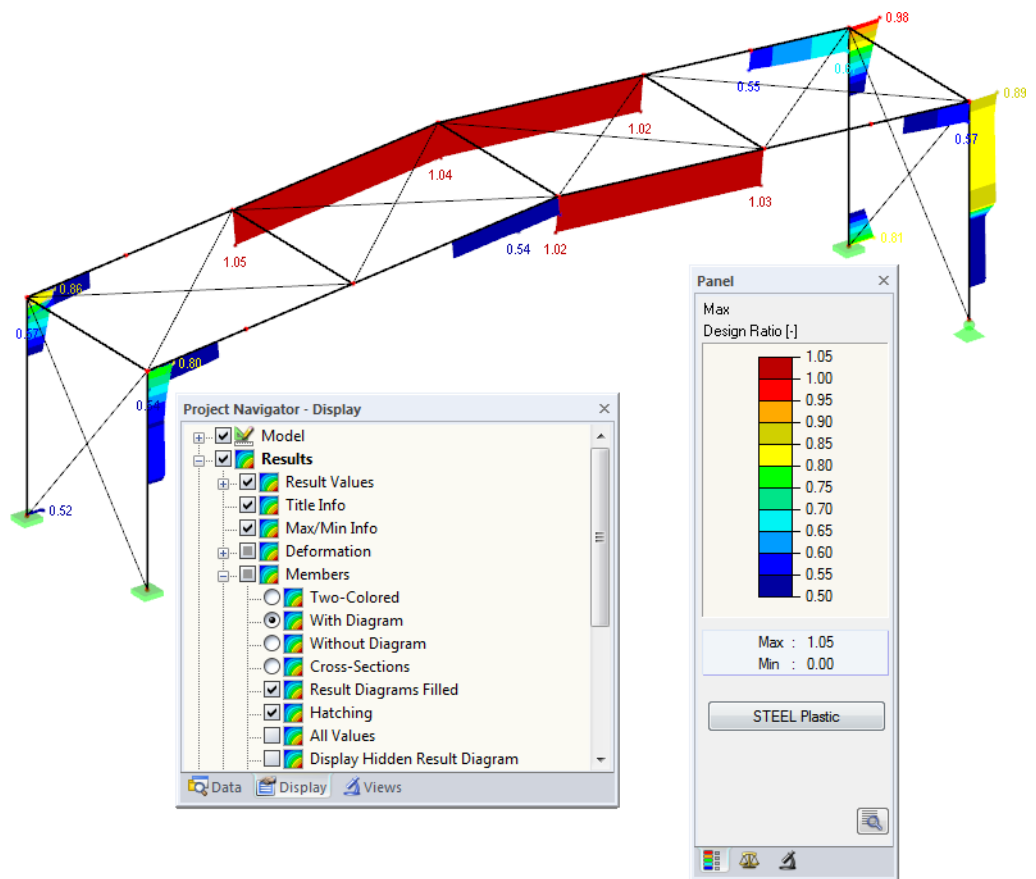 0.98
0.55
0.89
0.57
1.02
1.04
1.03
1.05
0.54
1.02
0.81
0.86
0.57
0.80
0.52
Project Navigator - Display
Model
Results
Result Values
Title Info
Max/Min Info
Deformation
Members
Two-Colored
With Diagram
Without Diagram
Cross-Sections
Result Diagrams Filled
Hatching
All Values
Display Hidden Result Diagram
Data Display Views
Panel
Max
Design Ratio [-]
1.05
1.00
0.95
0.90
0.85
0.80
0.75
0.70
0.65
0.60
0.55
0.50
Max : 1.05
Min : 0.00
STEEL Plastic